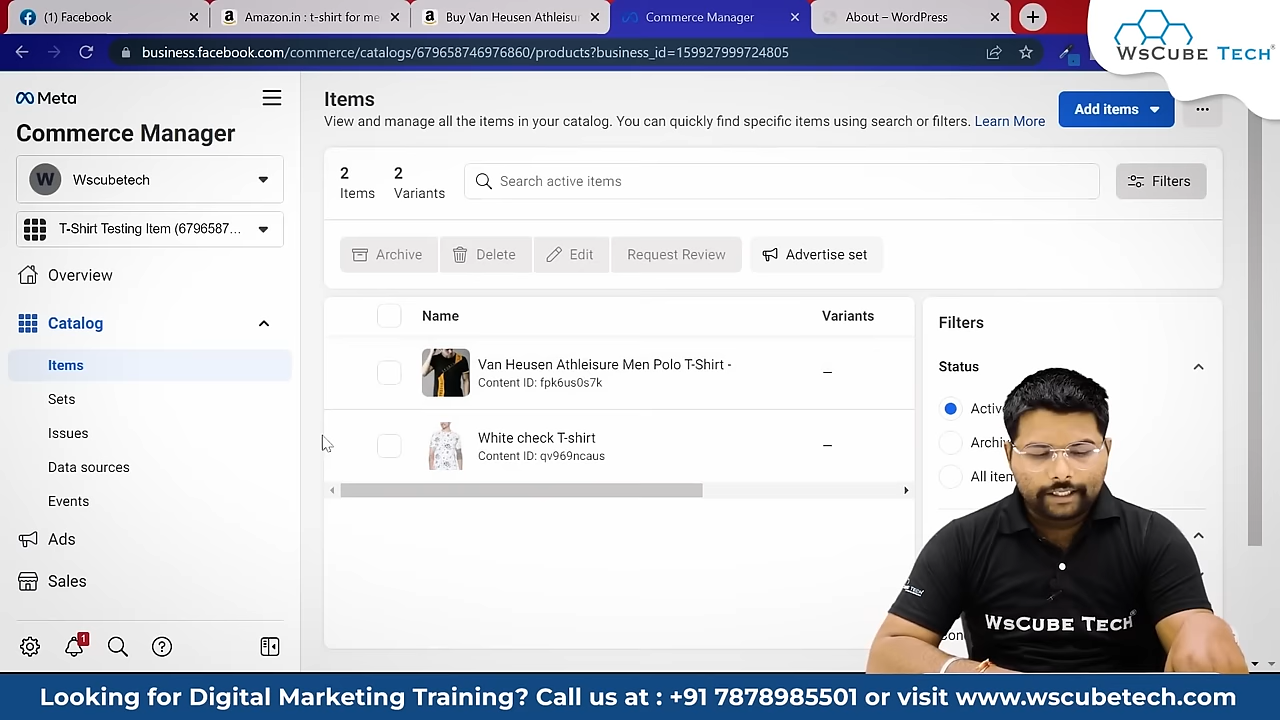 (1) Facebook
Amazon.in : t-shirt for me
Buy Van Heusen Athleisu
Commerce Manager
About – WordPress
WsCube Tech®
business.facebook.com/commerce/catalogs/679658746976860/products?business_id=159927999724805
Meta
Commerce Manager
W Wscubetech
T-Shirt Testing Item (6796587...
Overview
Catalog
Items
Sets
Issues
Data sources
Events
Ads
Sales
1
Items
View and manage all the items in your catalog. You can quickly find specific items using search or filters. Learn More
Add items
2 Items
2 Variants
Search active items
Filters
Archive
Delete
Edit
Request Review
Advertise set
Name
Variants
Van Heusen Athleisure Men Polo T-Shirt -
Content ID: fpk6us0s7k
–
White check T-shirt
Content ID: qv969ncaus
–
Filters
Status
Active
Archi
All item
Con
WsCube Tech®
Looking for Digital Marketing Training? Call us at : +91 7878985501 or visit www.wscubetech.com